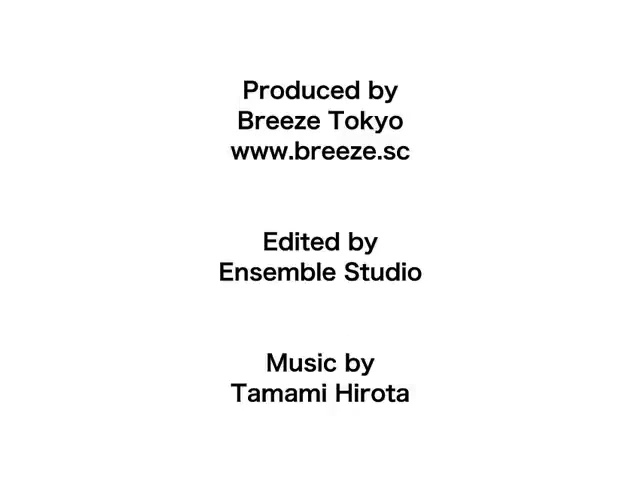 Produced by
Breeze Tokyo
www.breeze.sc
Edited by
Ensemble Studio
Music by
Tamami Hirota